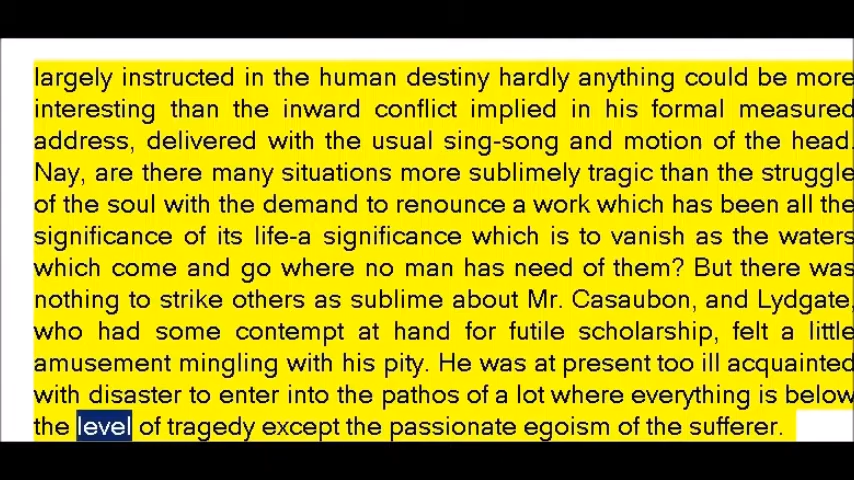 largely instructed in the human destiny hardly anything could be more
interesting than the inward conflict implied in his formal measured
address, delivered with the usual sing-song and motion of the head.
Nay, are there many situations more sublimely tragic than the struggle
of the soul with the demand to renounce a work which has been all the
significance of its life-a significance which is to vanish as the waters
which come and go where no man has need of them? But there was
nothing to strike others as sublime about Mr. Casaubon, and Lydgate,
who had some contempt at hand for futile scholarship, felt a little
amusement mingling with his pity. He was at present too ill acquainted
with disaster to enter into the pathos of a lot where everything is below
the level of tragedy except the passionate egoism of the sufferer.